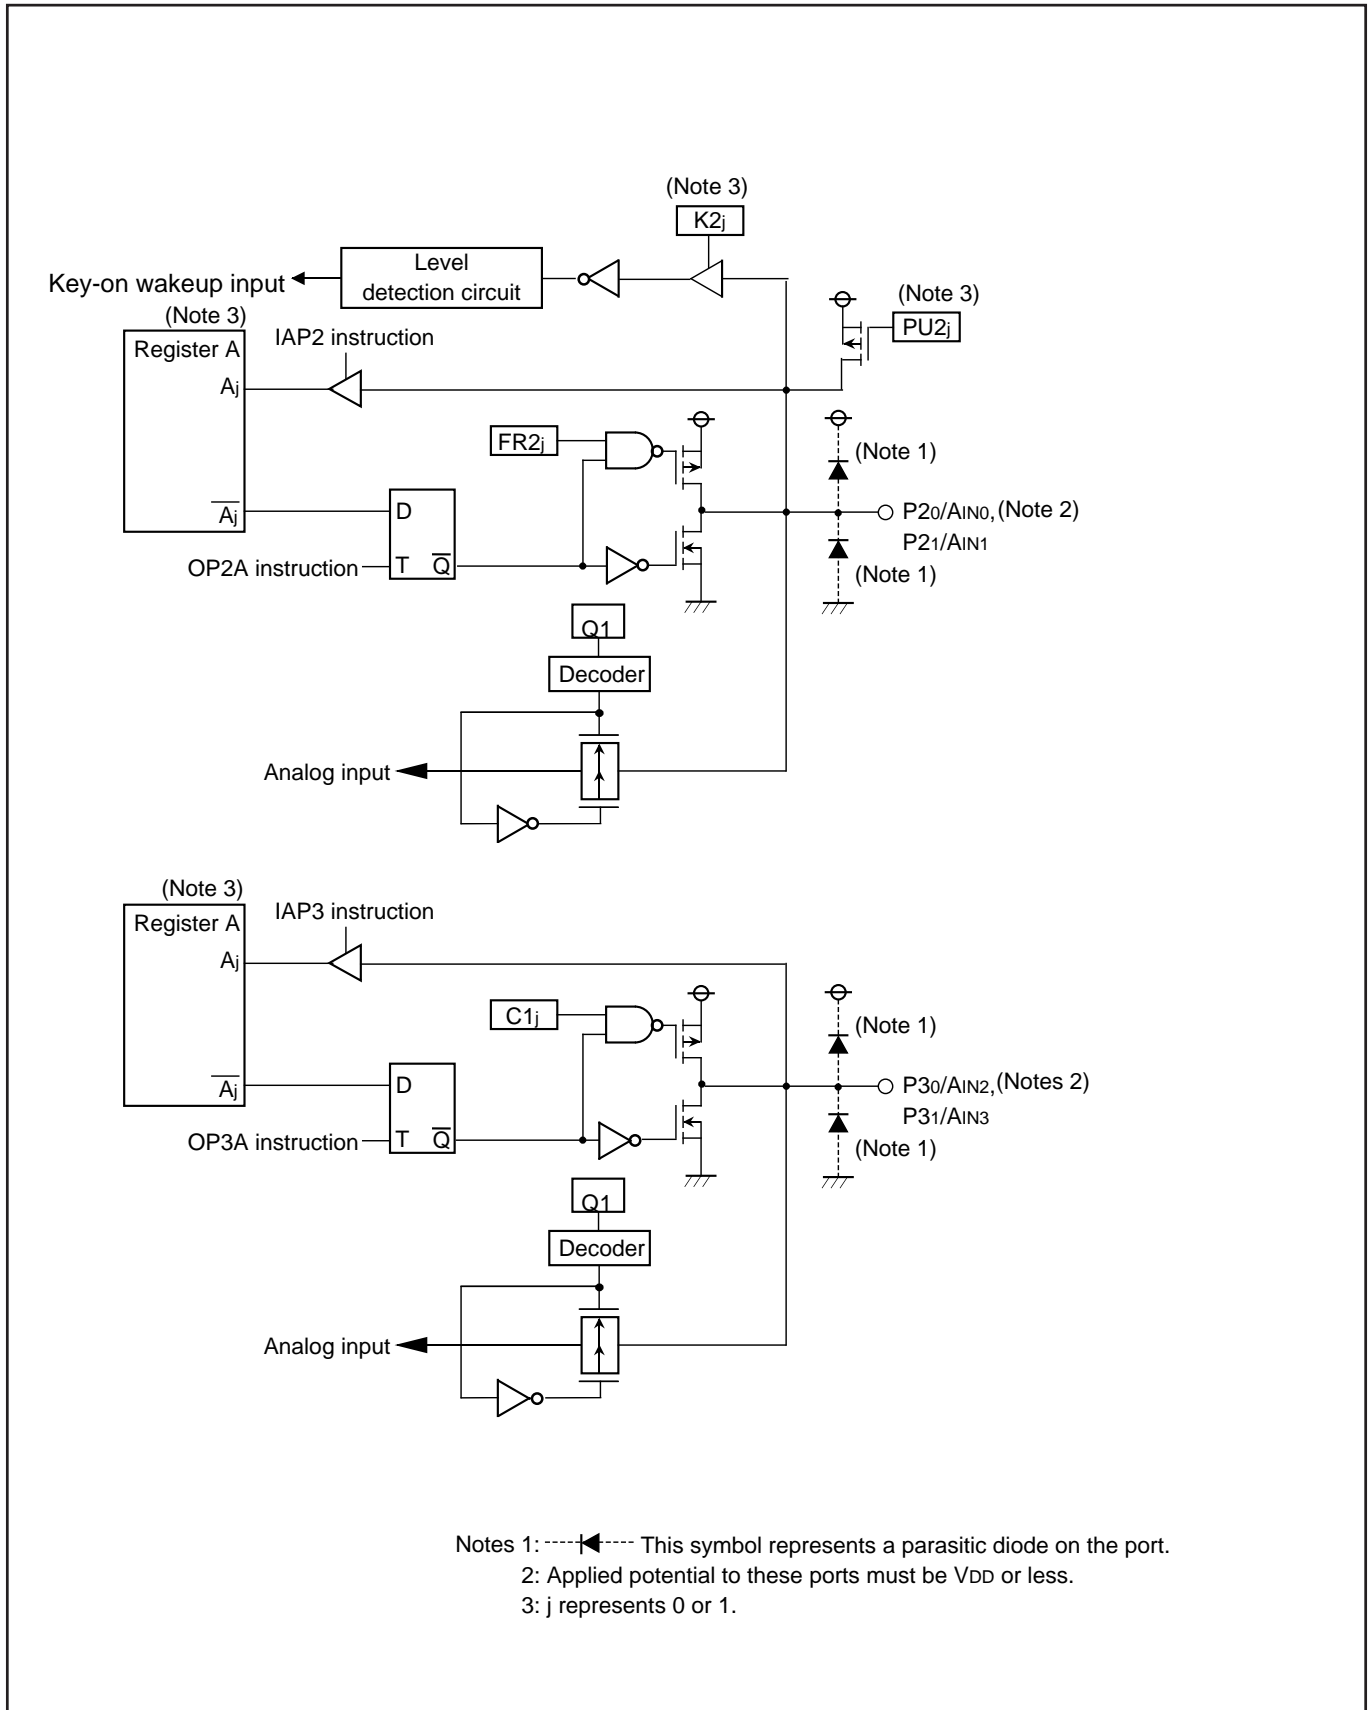 (Note 3)
K2j
Level
detection circuit
Key-on wakeup input
(Note 3)
Register A
Aj
IAP2 instruction
(Note 3)
PU2j
FR2j
(Note 1)
Aj
D
T Q
OP2A instruction
P20/AIN0, (Note 2)
P21/AIN1
(Note 1)
Q1
Decoder
Analog input
(Note 3)
Register A
Aj
IAP3 instruction
C1j
(Note 1)
Aj
D
T Q
OP3A instruction
P30/AIN2, (Notes 2)
P31/AIN3
(Note 1)
Q1
Decoder
Analog input
Notes 1: This symbol represents a parasitic diode on the port.
2: Applied potential to these ports must be VDD or less.
3: j represents 0 or 1.